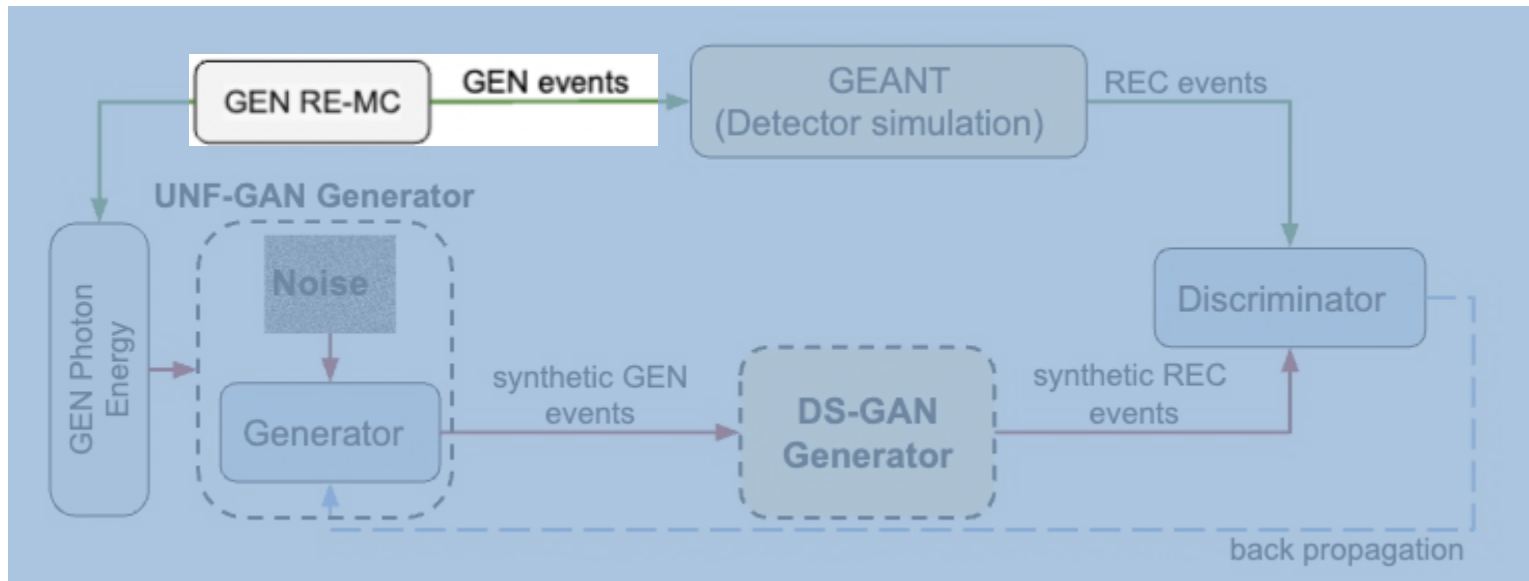 GEN RE-MC
GEN events
GEANT
(Detector simulation)
REC events
UNF-GAN Generator
GEN Photon
Energy
Noise
Generator
synthetic GEN
events
DS-GAN
Generator
synthetic REC
events
Discriminator
back propagation